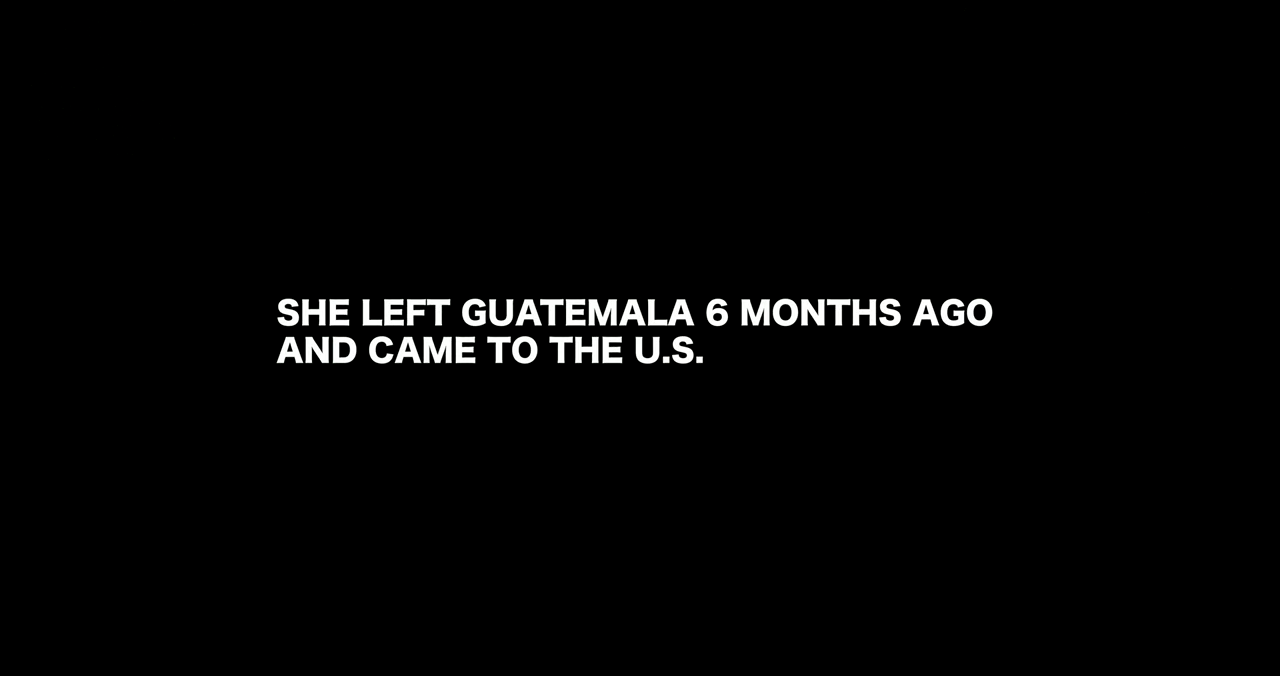 SHE LEFT GUATEMALA 6 MONTHS AGO
AND CAME TO THE U.S.